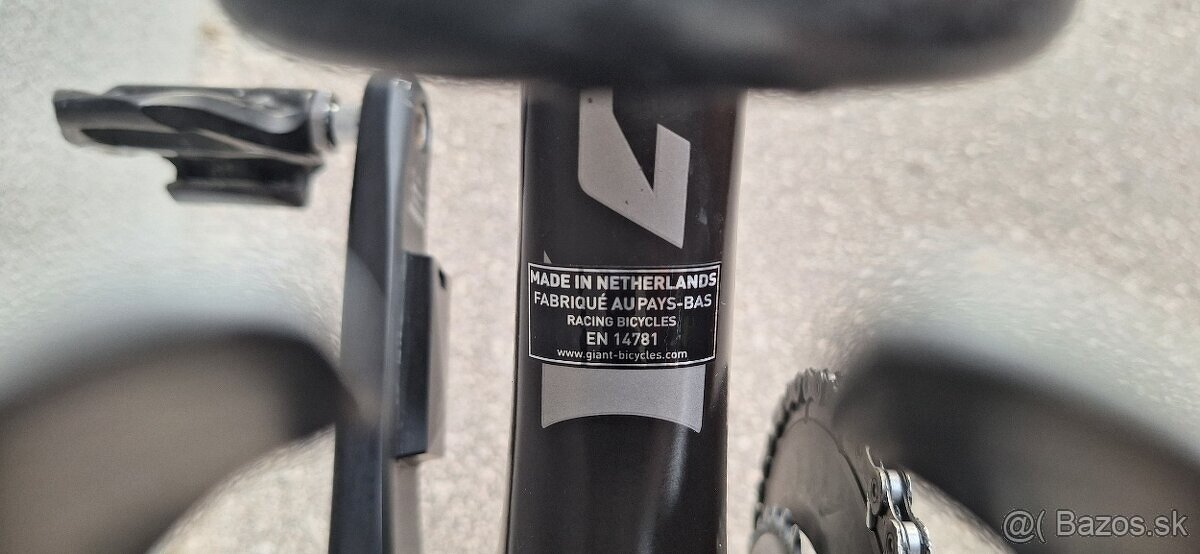 MADE IN NETHERLANDS
FABRIQUÉ AU PAYS-BAS
RACING BICYCLES
EN 14781
www.giant-bicycles.com
@( Bazos.sk